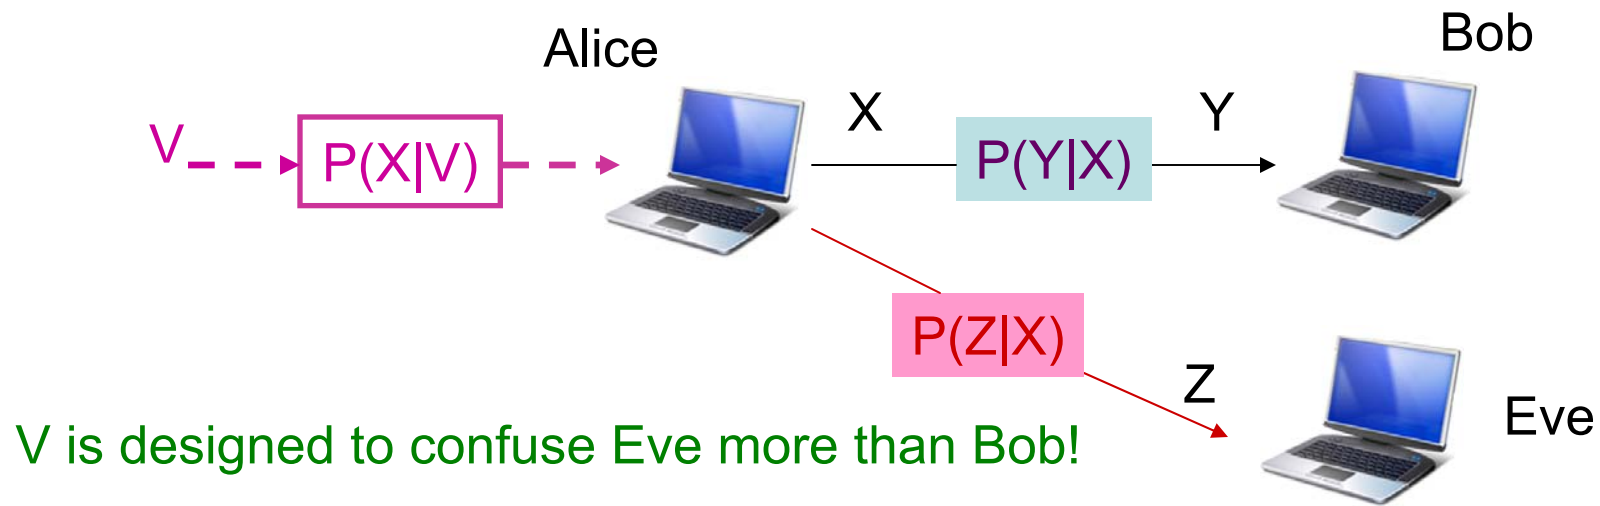 Alice
Bob
V
P(X|V)
X
P(Y|X)
Y
P(Z|X)
Z
Eve
V is designed to confuse Eve more than Bob!